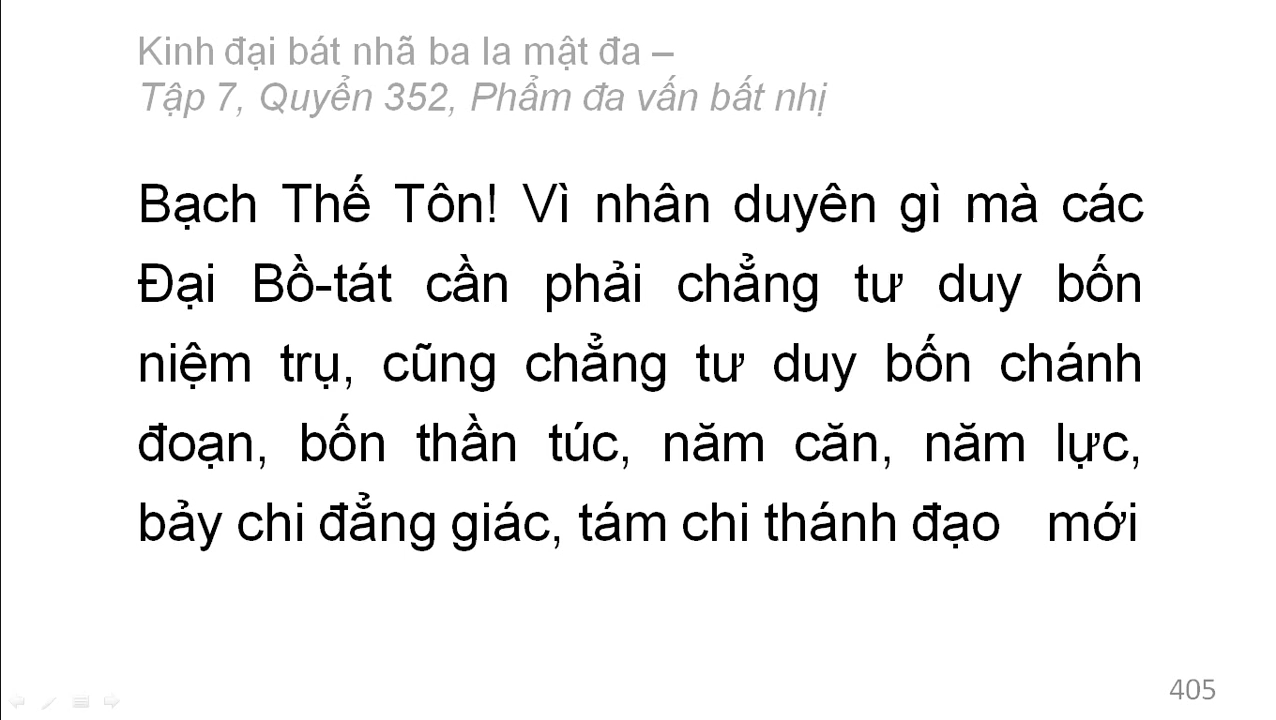 Kinh đại bát nhã ba la mật đa –
Tập 7, Quyển 352, Phẩm đa vấn bất nhị
Bạch Thế Tôn! Vì nhân duyên gì mà các
Đại Bồ-tát cần phải chẳng tư duy bốn
niệm trụ, cũng chẳng tư duy bốn chánh
đoạn, bốn thần túc, năm căn, năm lực,
bảy chi đẳng giác, tám chi thánh đạo mới
405